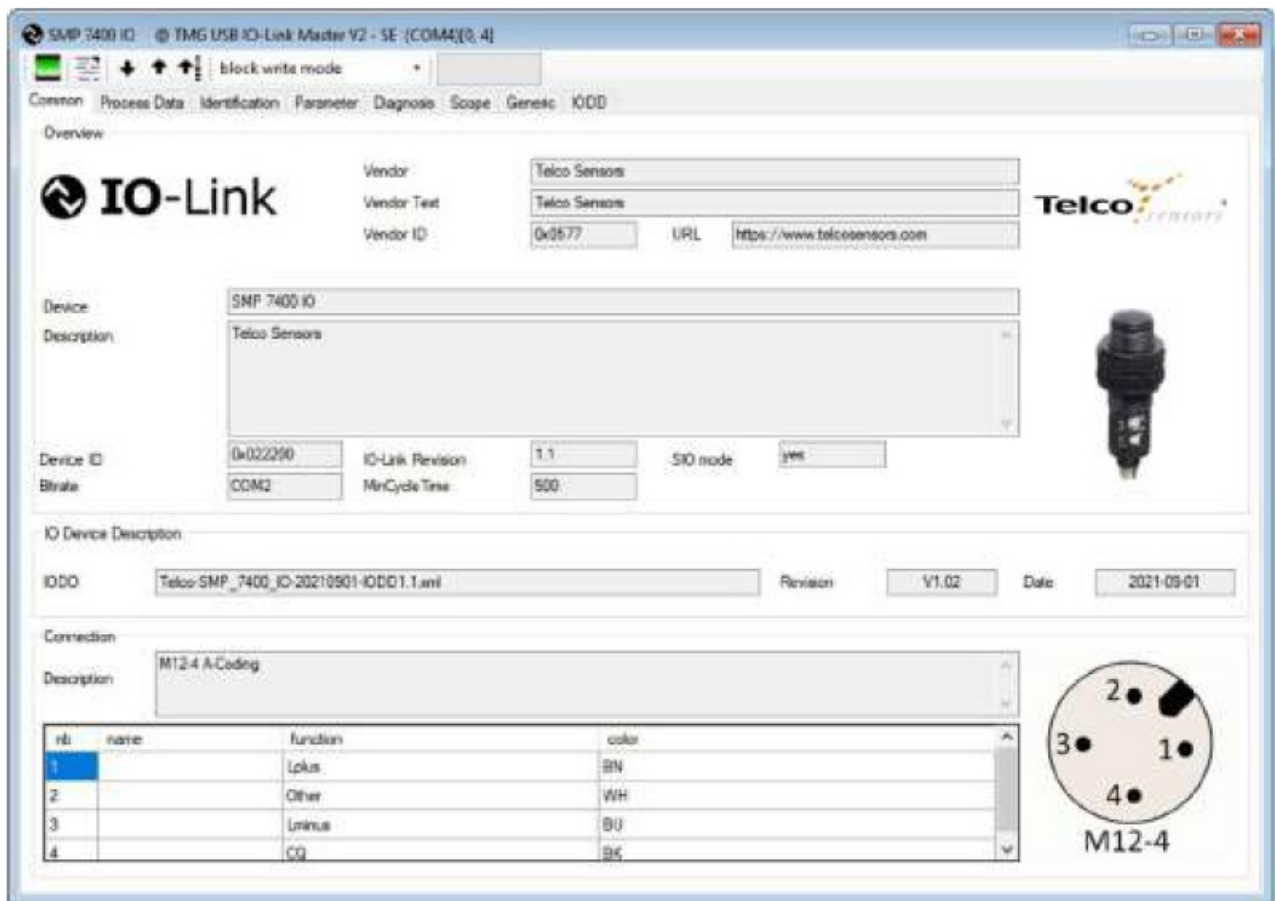 SMP 7400 IO @ TMG USB IO-Link Master V2 - SE (COM4)[0, 4]
block write mode
Common Process Data Identification Parameter Diagnosis Scope Generic IODD
Overview
IO-Link
Vendor Telco Sensors
Vendor Text Telco Sensors
Vendor ID 0x0577 URL https://www.telcosensors.com
Telco sensors
Device SMP 7400 IO
Description Telco Sensors
Device ID 0x022200 IO-Link Revision 1.1 SIO mode yes
Bitrate COM2 MinCycleTime 500
IO Device Description
IODD Telco-SMP_7400_IO-20210901-IODD1.1.xml Revision V1.02 Date 2021-09-01
Connection
Description M12-4 A-Coding
nb name function color
1 Lplus BN
2 Other WH
3 Lminus BU
4 CQ BK
2
3 1
4
M12-4